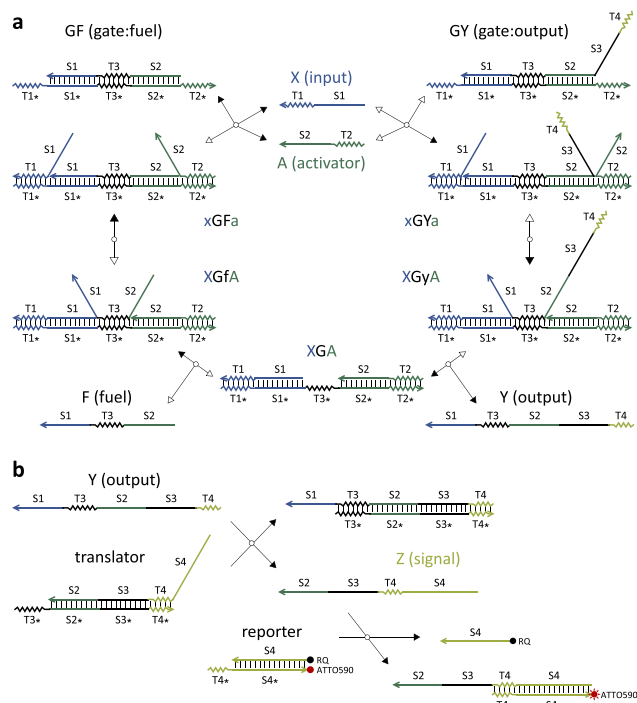 a
GF (gate:fuel)
GY (gate:output)
T4
S3
S1 T3 S2
T1* S1* T3* S2* T2*
X (input)
T1 S1
S2 T2
A (activator)
S1 T3 S2
T1* S1* T3* S2* T2*
S1 S2
T1 T3 T2
T1* S1* T3* S2* T2*
T4 S3
S1 S2
T1 T3 T2
T1* S1* T3* S2* T2*
xGFa
xGYa
XGfA
XGyA
S1 S2
T1 T3 T2
T1* S1* T3* S2* T2*
T4
S3
S1 S2
T1 T3 T2
T1* S1* T3* S2* T2*
XGA
T1 S1 S2 T2
T1* S1* T3* S2* T2*
F (fuel)
S1 T3 S2
Y (output)
S1 T3 S2 S3 T4
b
Y (output)
S1 T3 S2 S3 T4
translator
S4
S2 S3 T4
T3* S2* S3* T4*
S1 T3 S2 S3 T4
T3* S2* S3* T4*
Z (signal)
S2 S3 T4 S4
reporter
S4
RQ
ATTO590
T4* S4*
S4
RQ
S2 S3 T4 S4
ATTO590
T4* S4*